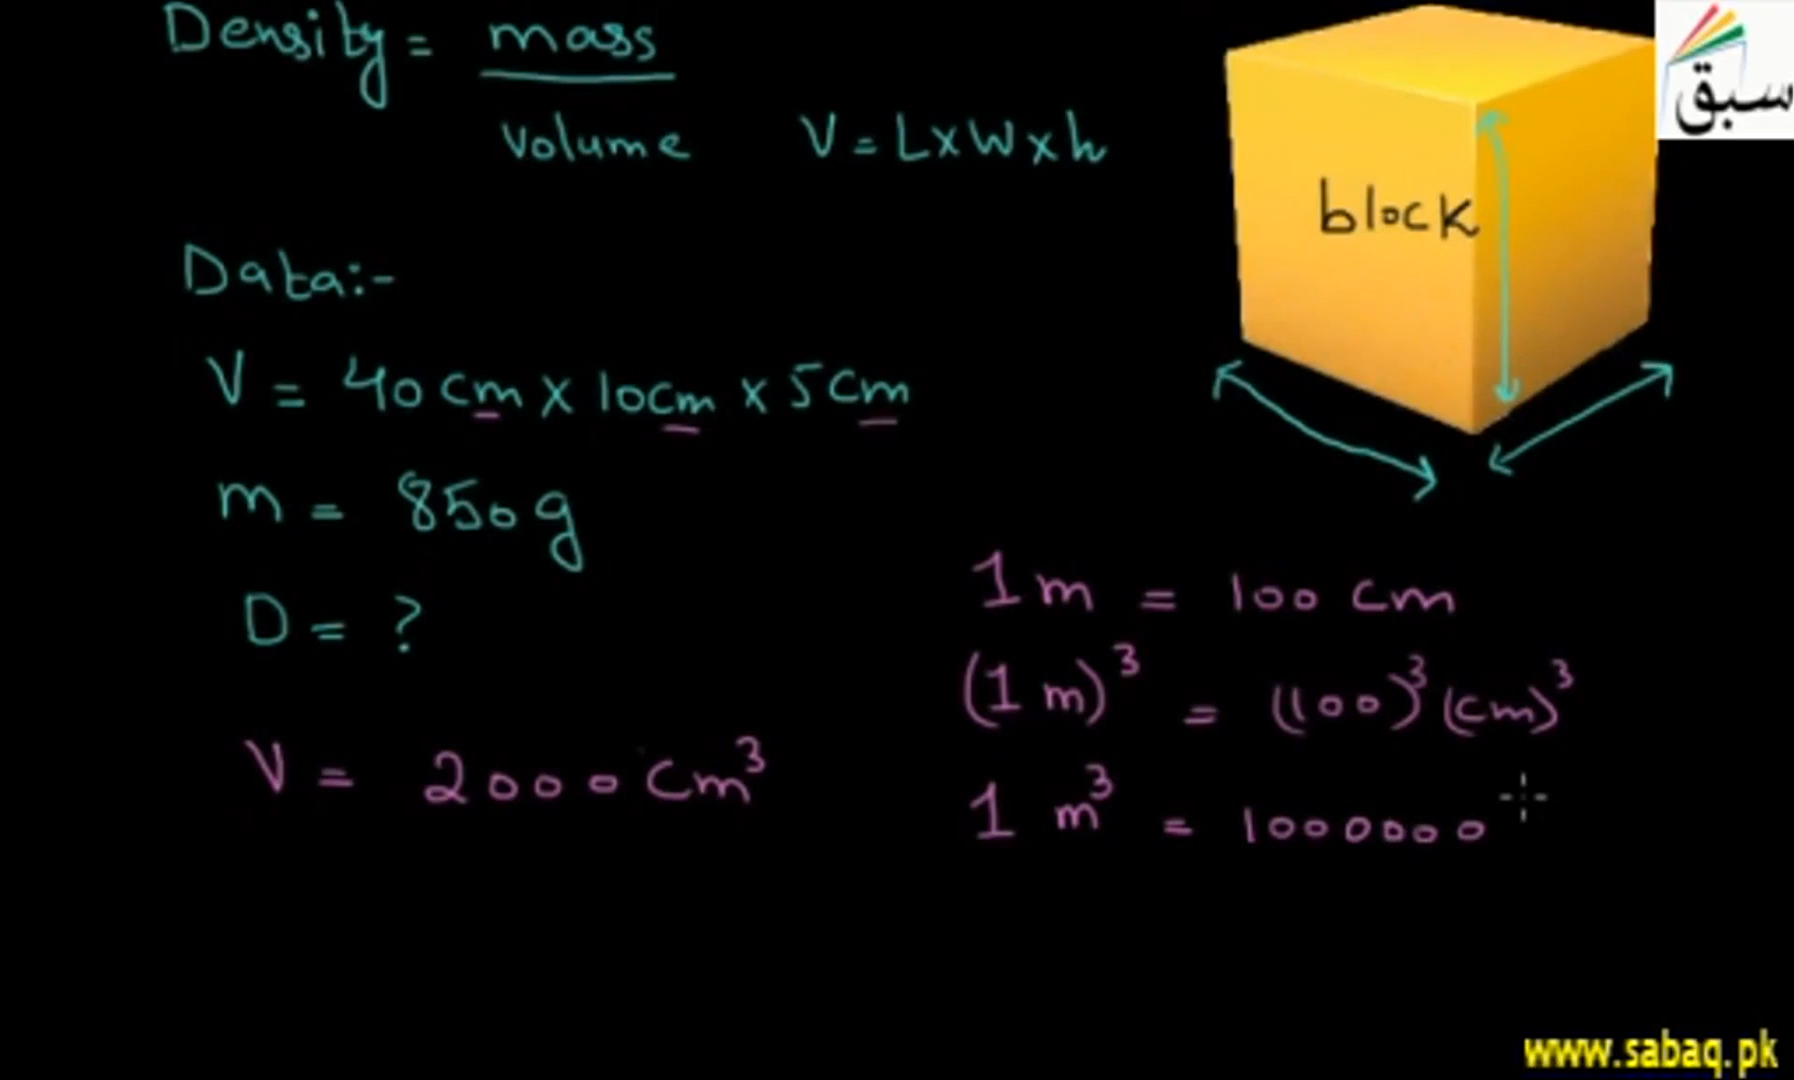 Density = mass / volume
V = L x W x h
سبق
block
Data:-
V = 40 cm x 10 cm x 5 cm
m = 850 g
D = ?
1 m = 100 cm
(1 m)³ = (100)³ (cm)³
V = 2000 cm³
1 m³ = 1000000
www.sabaq.pk